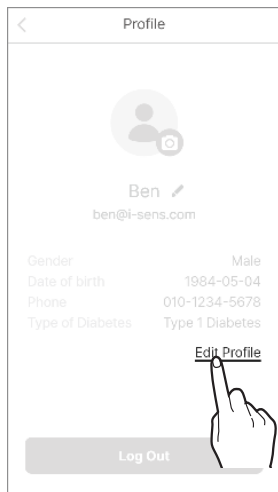 Profile
Ben
ben@i-sens.com
Gender Male
Date of birth 1984-05-04
Phone 010-1234-5678
Type of Diabetes Type 1 Diabetes
Edit Profile
Log Out